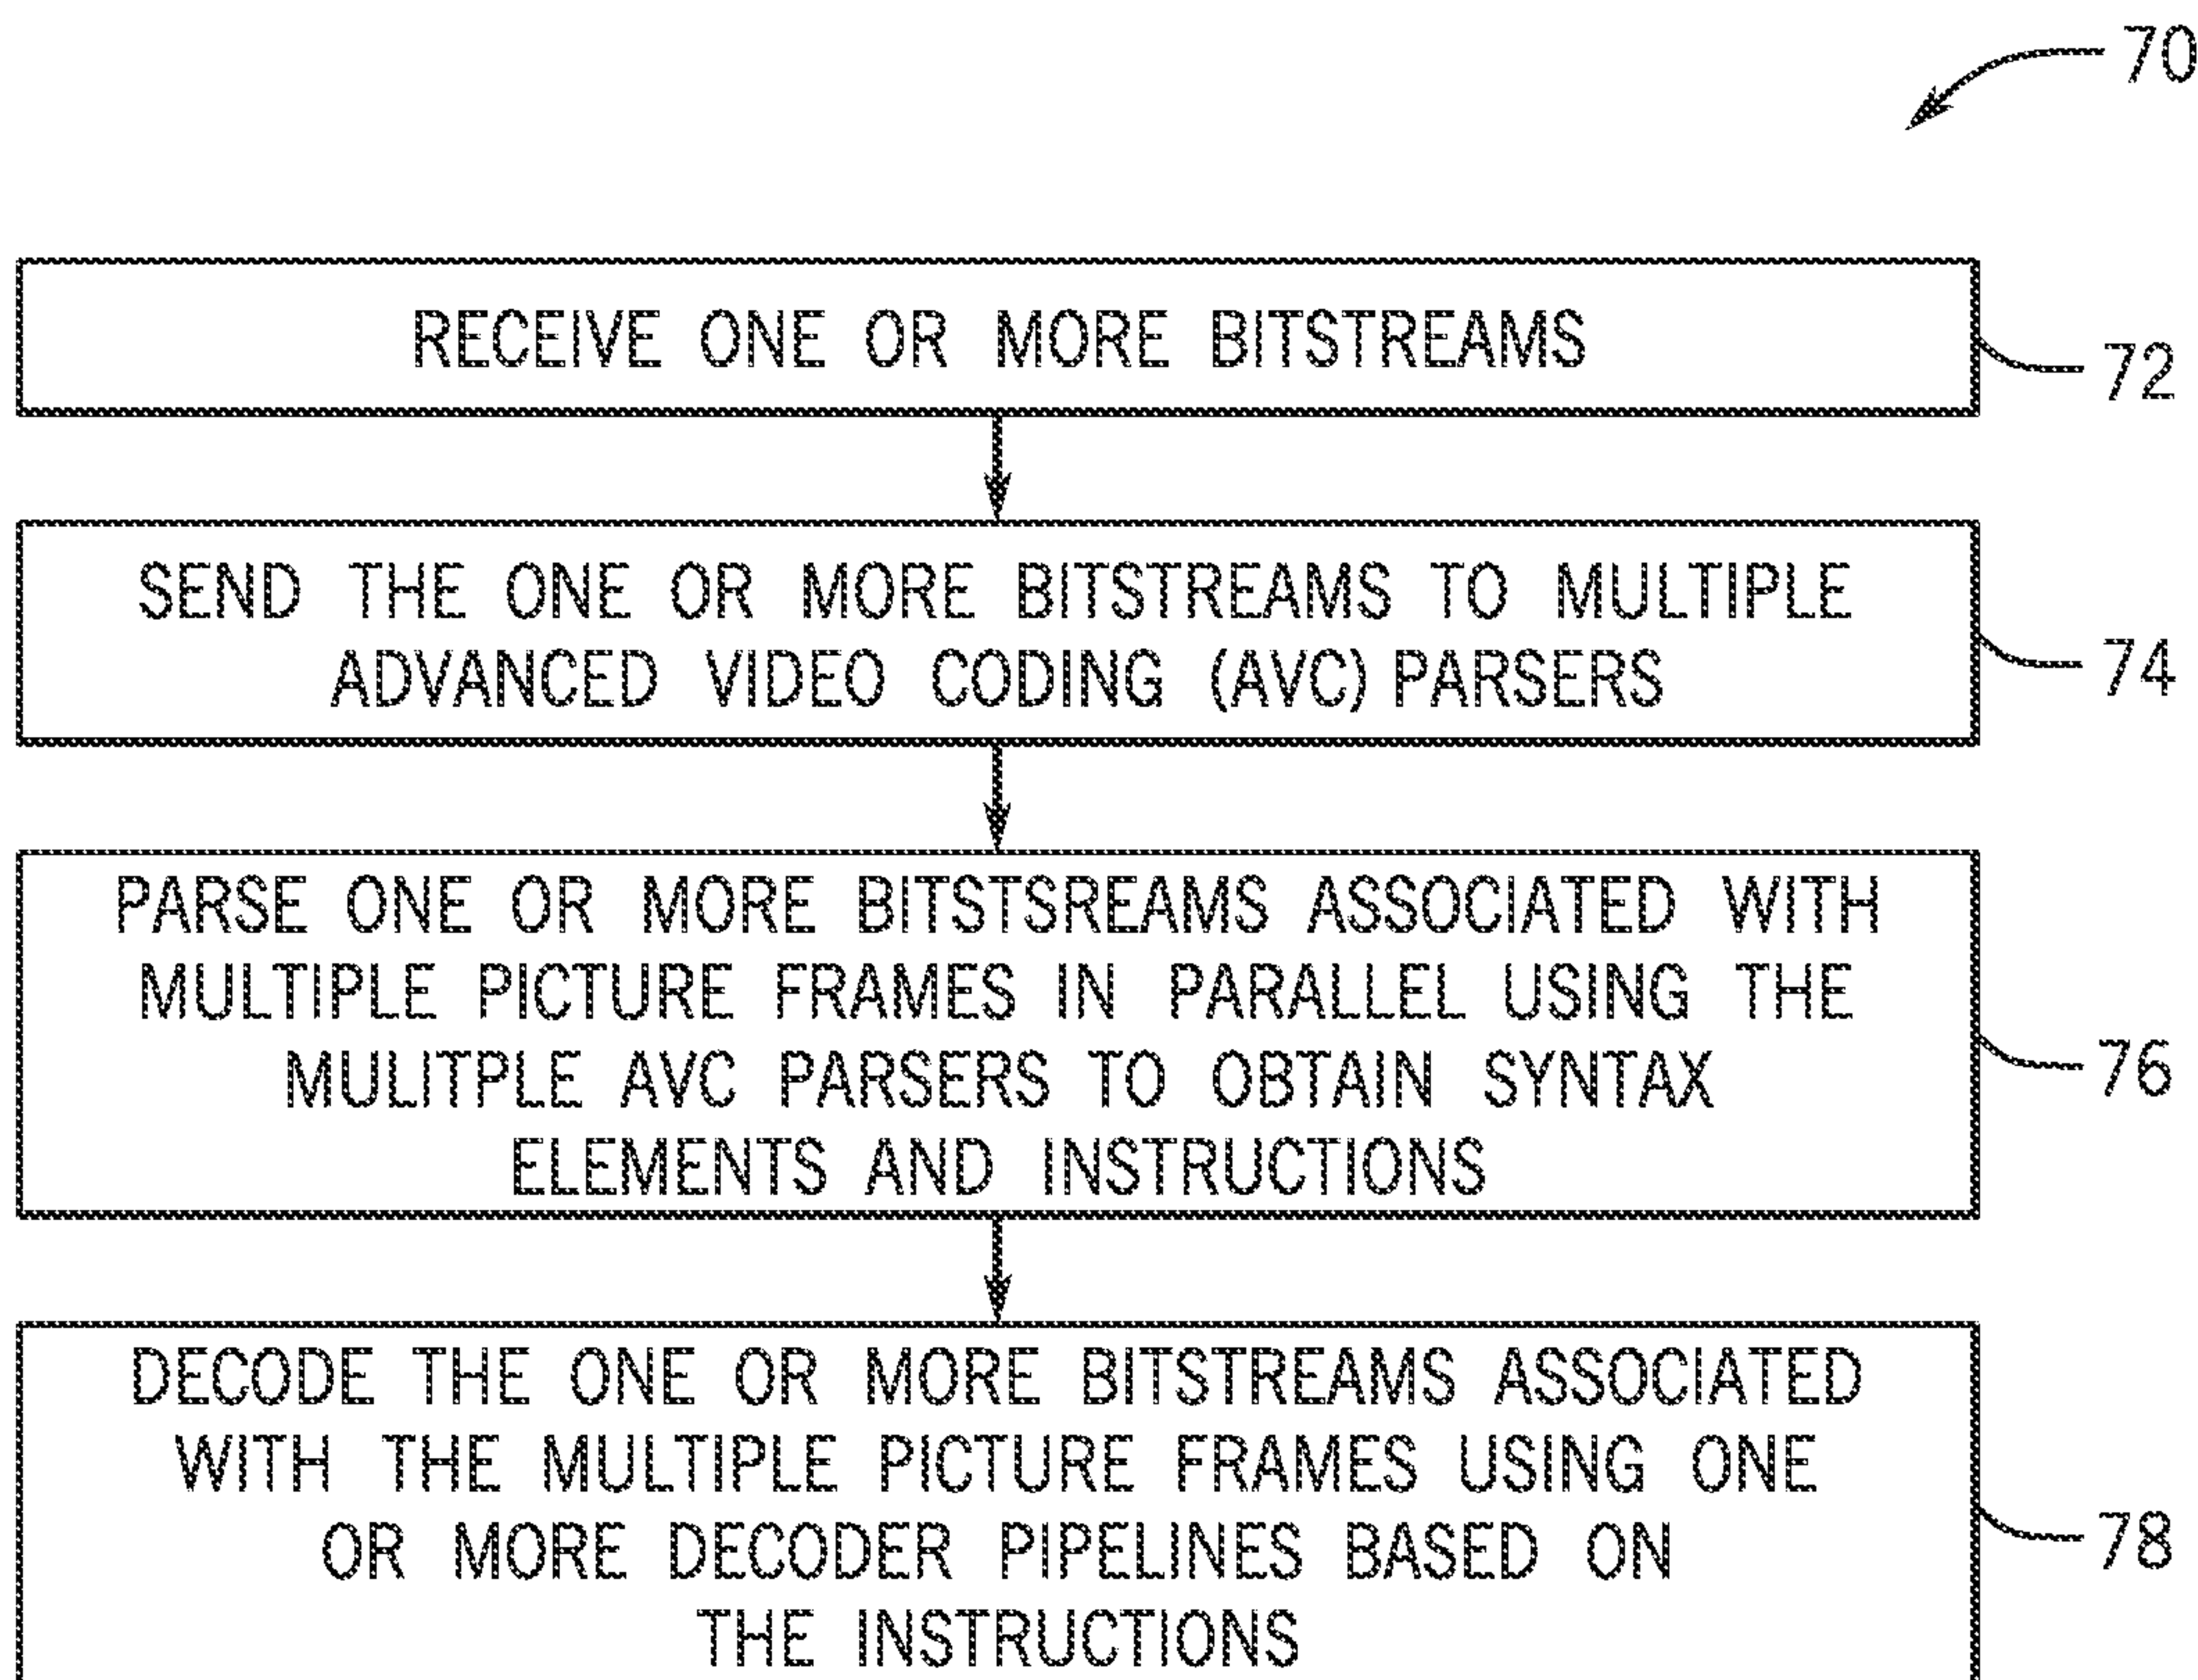 70
RECEIVE ONE OR MORE BITSTREAMS
72
SEND THE ONE OR MORE BITSTREAMS TO MULTIPLE
ADVANCED VIDEO CODING (AVC) PARSERS
74
PARSE ONE OR MORE BITSTSREAMS ASSOCIATED WITH
MULTIPLE PICTURE FRAMES IN PARALLEL USING THE
MULITPLE AVC PARSERS TO OBTAIN SYNTAX
ELEMENTS AND INSTRUCTIONS
76
DECODE THE ONE OR MORE BITSTREAMS ASSOCIATED
WITH THE MULTIPLE PICTURE FRAMES USING ONE
OR MORE DECODER PIPELINES BASED ON
THE INSTRUCTIONS
78